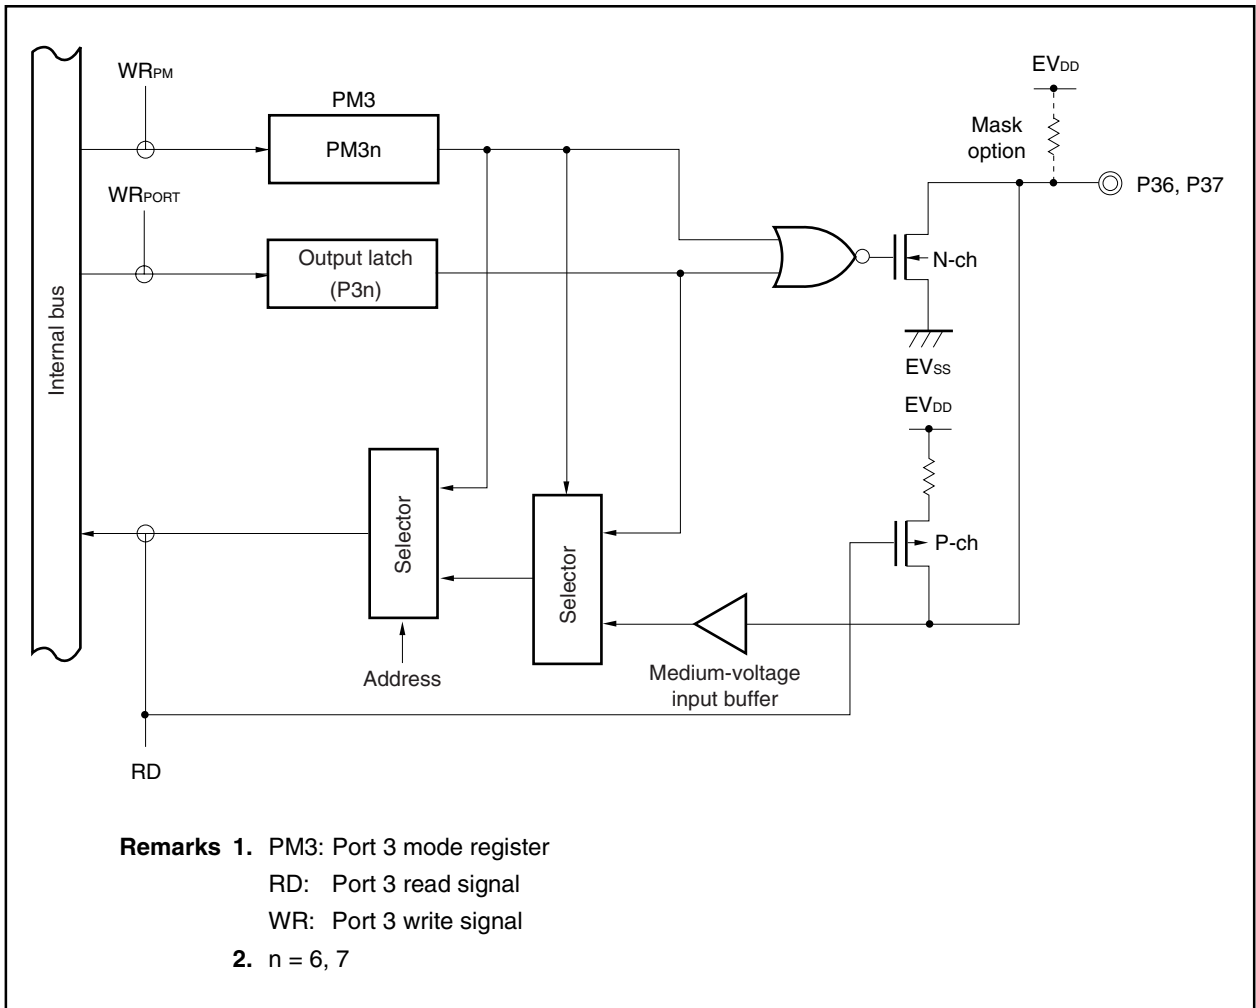 WRPM
PM3
PM3n
EVDD
Mask
option
P36, P37
WRPORT
Output latch
(P3n)
N-ch
Internal bus
EVSS
EVDD
Selector
Selector
P-ch
Address
Medium-voltage
input buffer
RD
Remarks 1. PM3: Port 3 mode register
RD: Port 3 read signal
WR: Port 3 write signal
2. n = 6, 7